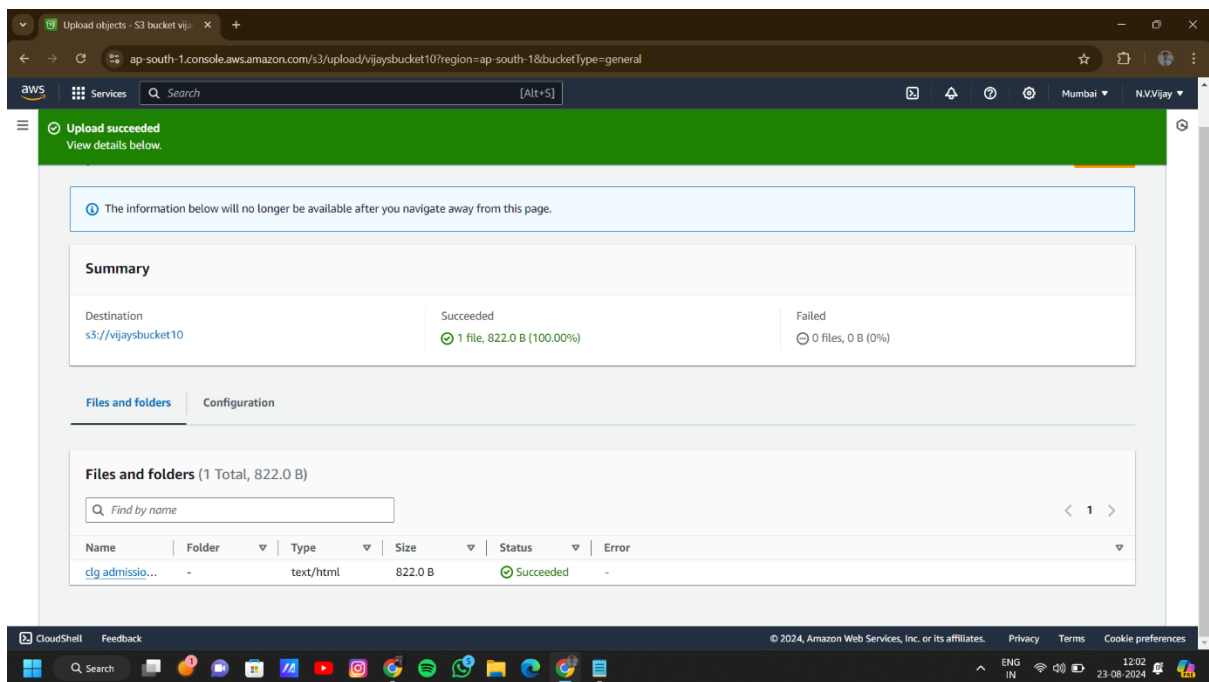 Upload objects - S3 bucket vija
ap-south-1.console.aws.amazon.com/s3/upload/vijaysbucket10?region=ap-south-1&bucketType=general
aws Services Search [Alt+S] Mumbai N.V.Vijay
Upload succeeded
View details below.
The information below will no longer be available after you navigate away from this page.
Summary
Destination Succeeded Failed
s3://vijaysbucket10 1 file, 822.0 B (100.00%) 0 files, 0 B (0%)
Files and folders Configuration
Files and folders (1 Total, 822.0 B)
Find by name 1
Name Folder Type Size Status Error
clg admissio... - text/html 822.0 B Succeeded -
CloudShell Feedback © 2024, Amazon Web Services, Inc. or its affiliates. Privacy Terms Cookie preferences
Search 1 5 ENG 12:02
IN 23-08-2024 PRE